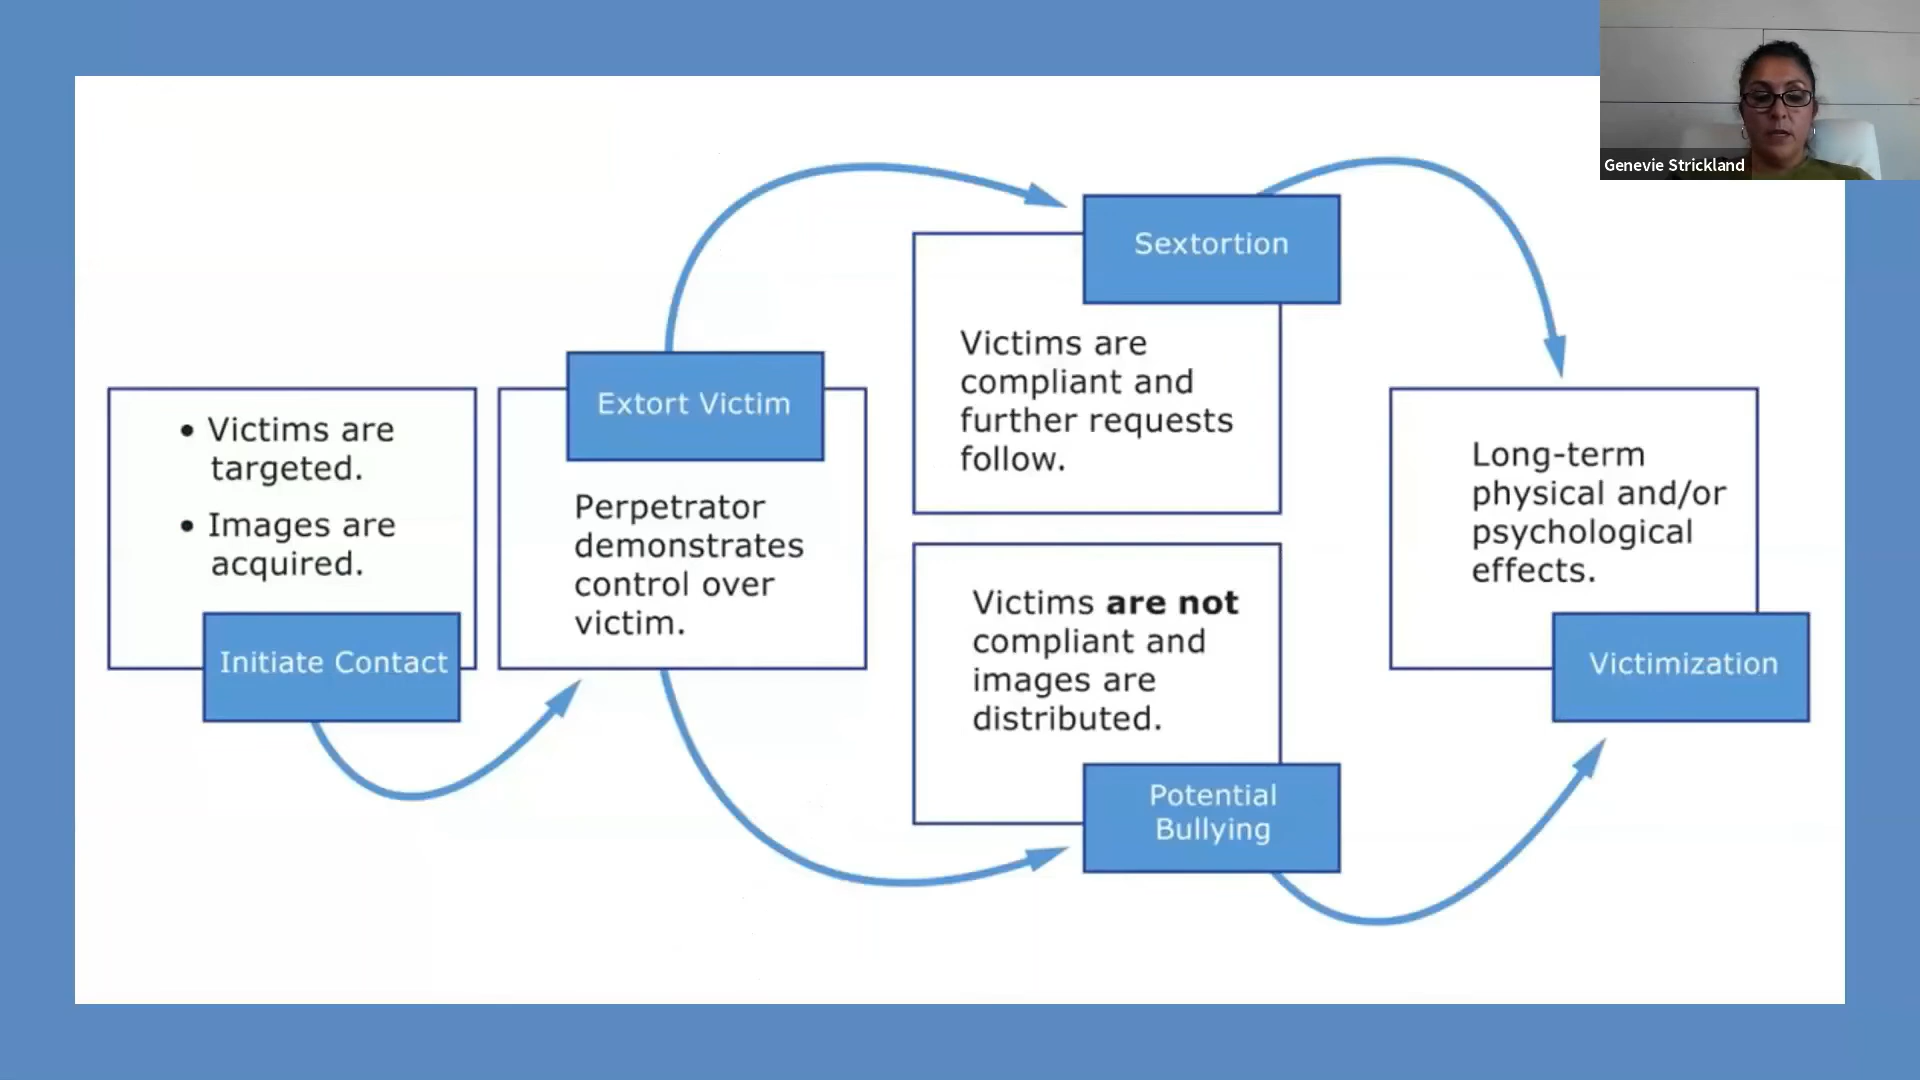 Genevie Strickland
• Victims are
targeted.
• Images are
acquired.
Initiate Contact
Extort Victim
Perpetrator
demonstrates
control over
victim.
Sextortion
Victims are
compliant and
further requests
follow.
Victims are not
compliant and
images are
distributed.
Potential
Bullying
Long-term
physical and/or
psychological
effects.
Victimization